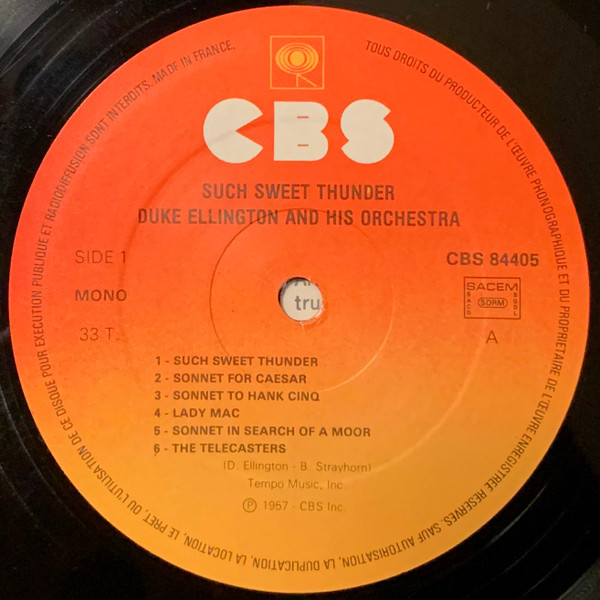 CBS
SUCH SWEET THUNDER
DUKE ELLINGTON AND HIS ORCHESTRA
SIDE 1
CBS 84405
MONO
SACEM
SACD
SDRM
SGDL
33 T.
A
tru
1 - SUCH SWEET THUNDER
2 - SONNET FOR CAESAR
3 - SONNET TO HANK CINQ
4 - LADY MAC
5 - SONNET IN SEARCH OF A MOOR
6 - THE TELECASTERS
(D. Ellington - B. Strayhorn)
Tempo Music, Inc.
Ⓟ 1957 - CBS Inc.
TOUS DROITS DU PRODUCTEUR DE L'ŒUVRE PHONOGRAPHIQUE ET DU PROPRIETAIRE DE L'ŒUVRE ENREGISTREE RESERVES. SAUF AUTORISATION, LA DUPLICATION, LA LOCATION, LE PRET, OU L'UTILISATION DE CE DISQUE POUR EXECUTION PUBLIQUE ET RADIODIFFUSION SONT INTERDITS. MADE IN FRANCE.